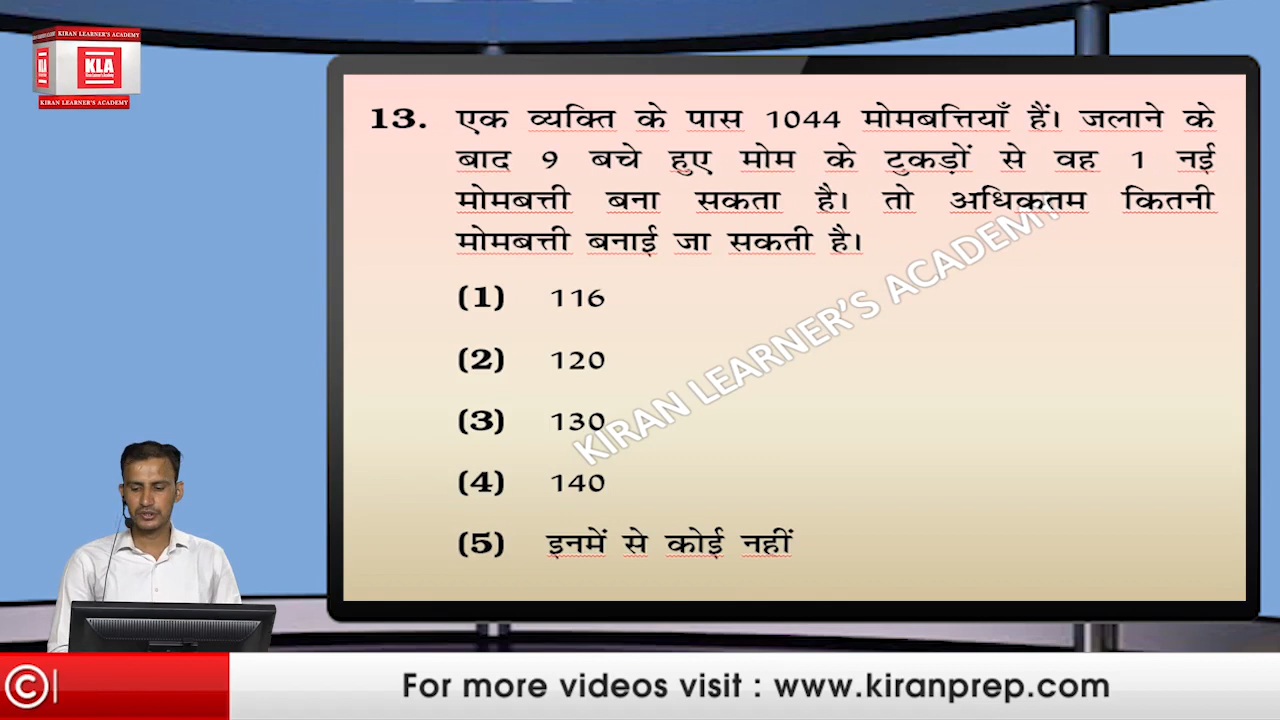 KIRAN LEARNER'S ACADEMY
KLA
KIRAN LEARNER'S ACADEMY
13. एक व्यक्ति के पास 1044 मोमबत्तियाँ हैं। जलाने के
बाद 9 बचे हुए मोम के टुकड़ों से वह 1 नई
मोमबत्ती बना सकता है। तो अधिकतम कितनी
मोमबत्ती बनाई जा सकती है।
(1) 116
(2) 120
(3) 130
(4) 140
(5) इनमें से कोई नहीं
KIRAN LEARNER'S ACADEMY
©
For more videos visit : www.kiranprep.com